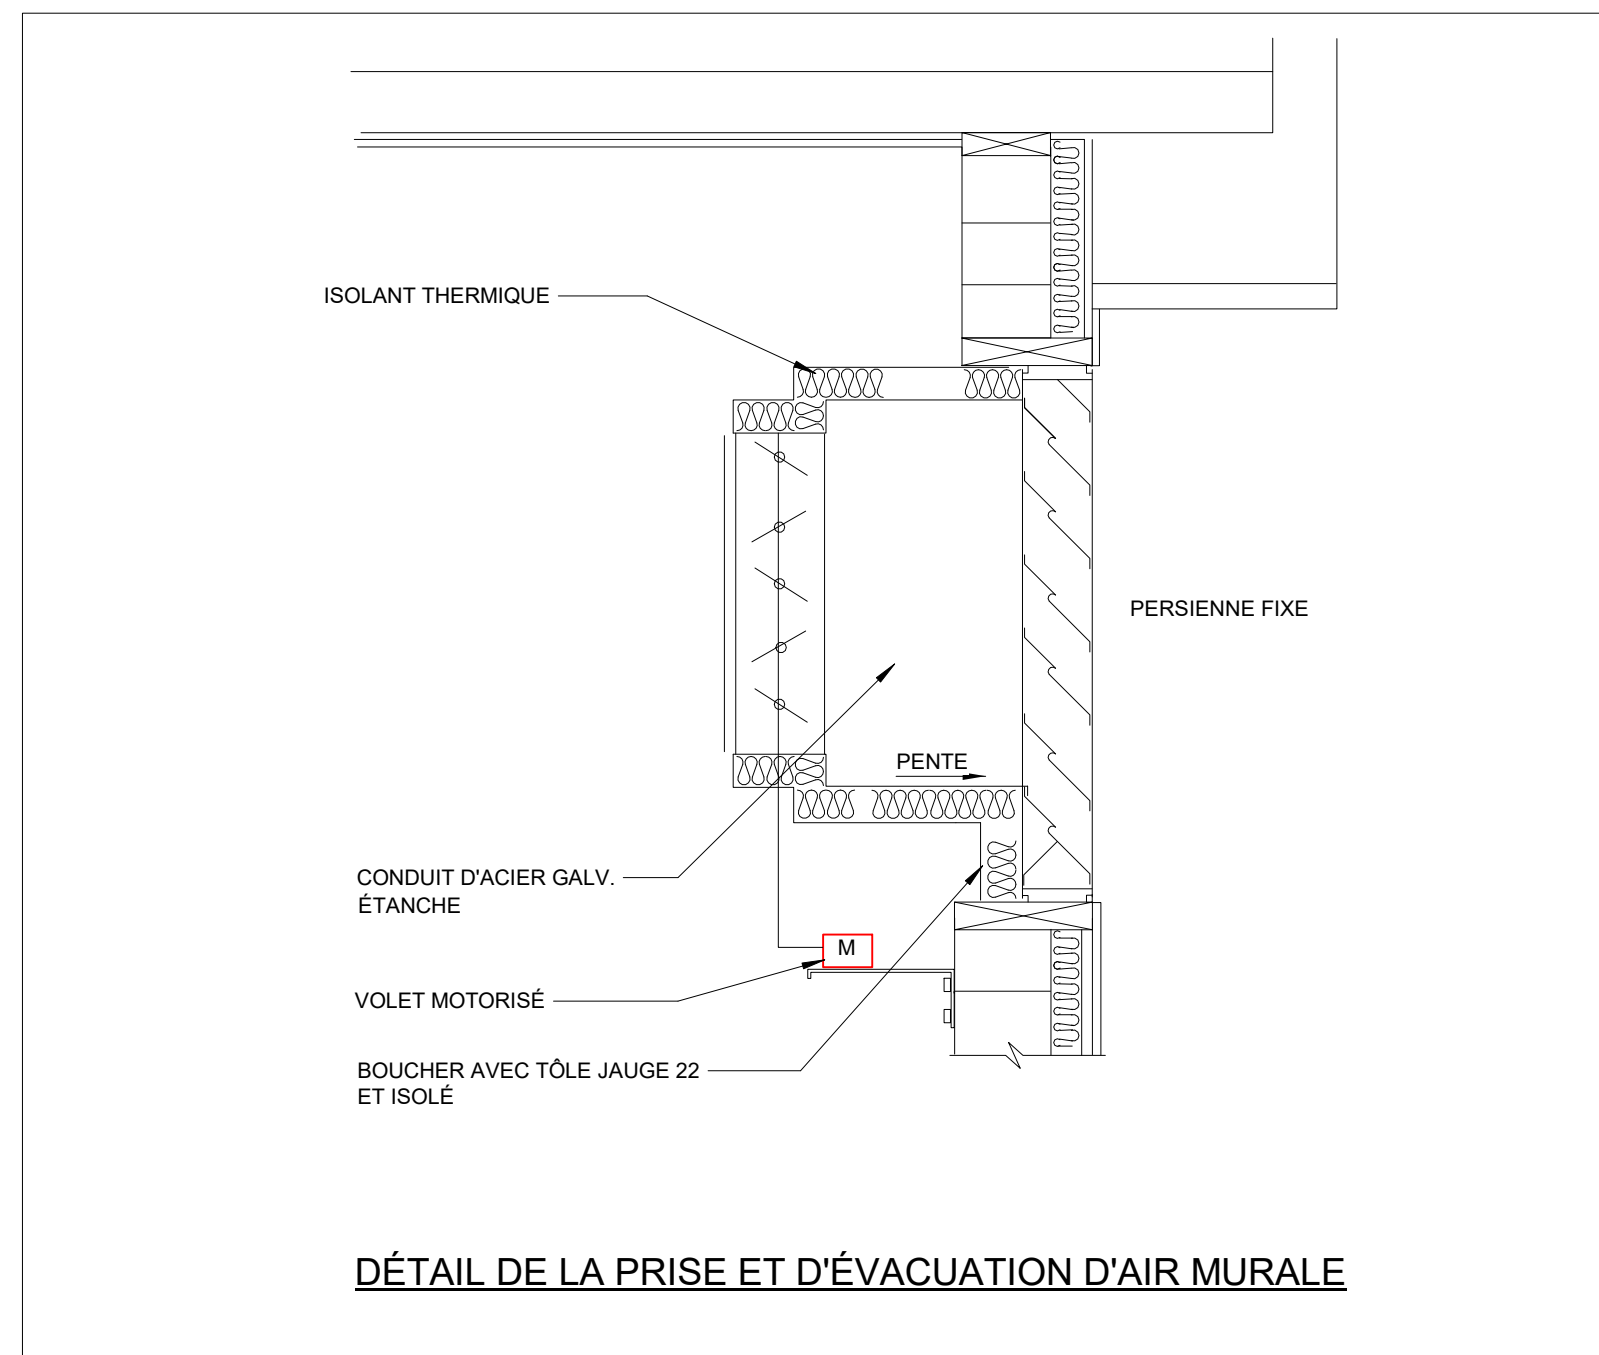 ISOLANT THERMIQUE
PERSIENNE FIXE
PENTE
CONDUIT D'ACIER GALV.
ÉTANCHE
M
VOLET MOTORISÉ
BOUCHER AVEC TÔLE JAUGE 22
ET ISOLÉ
DÉTAIL DE LA PRISE ET D'ÉVACUATION D'AIR MURALE